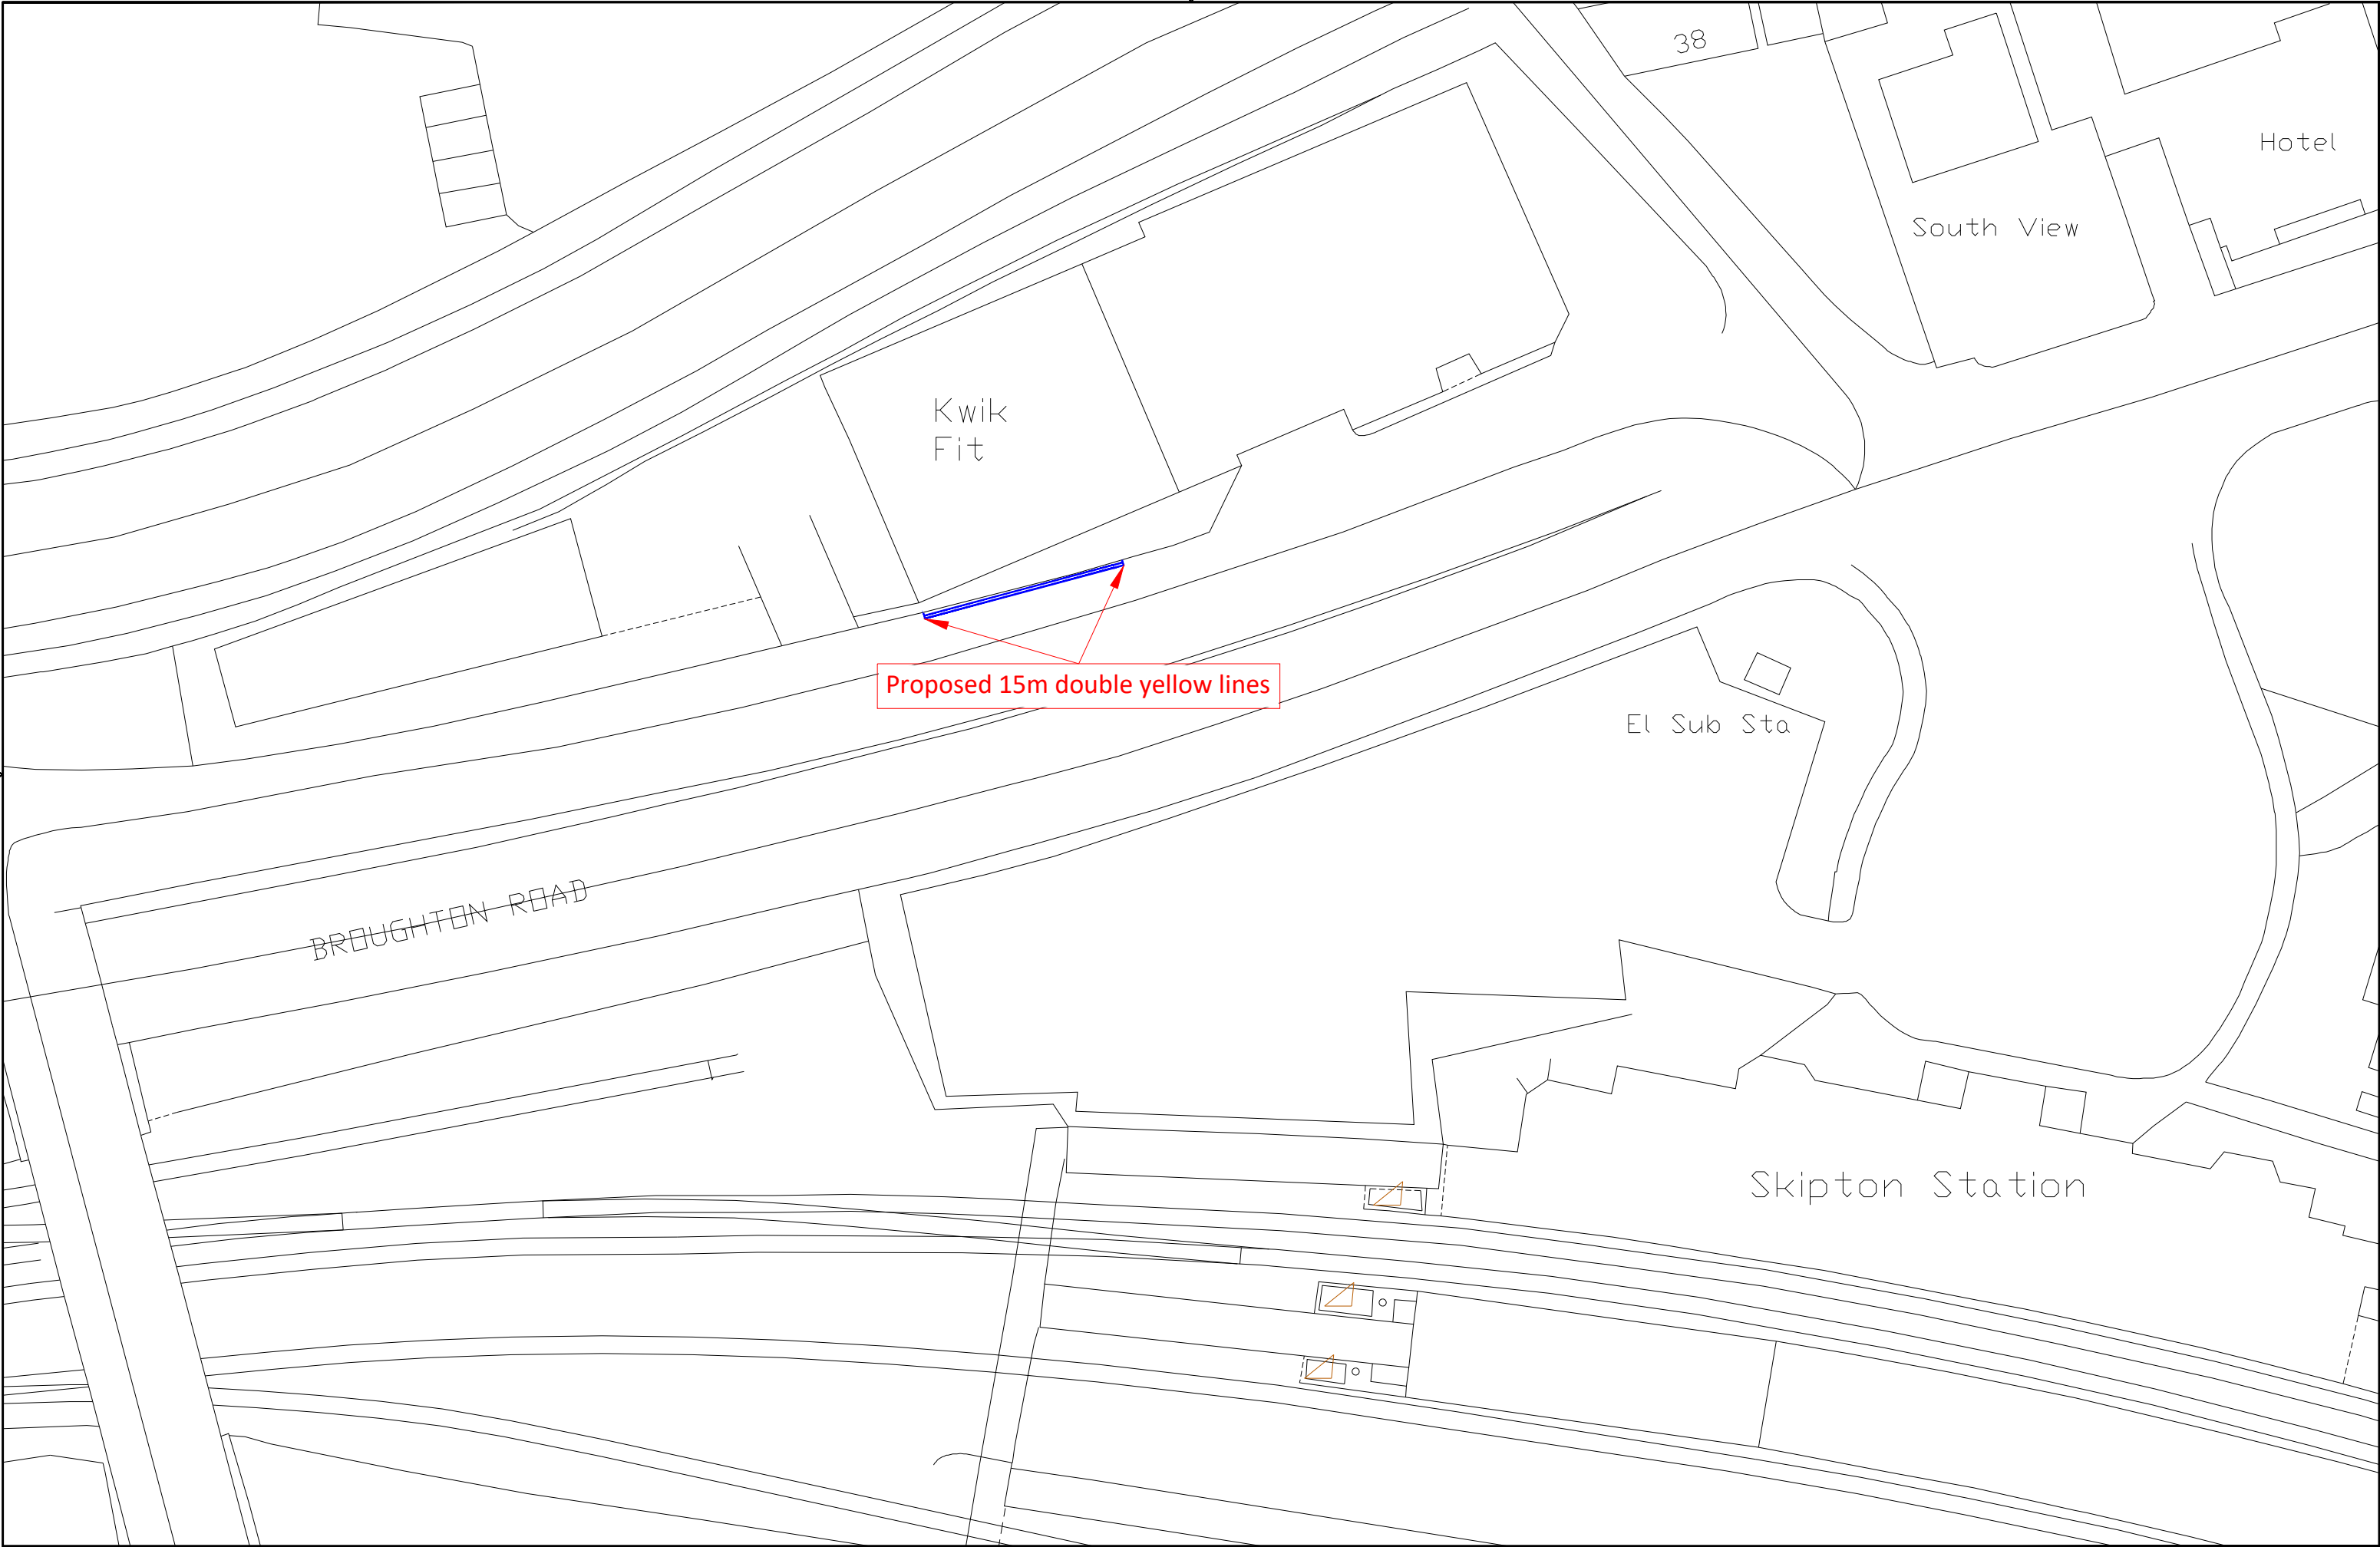 38
Hotel
South View
Kwik
Fit
Proposed 15m double yellow lines
El Sub Sta
BROUGHTON ROAD
Skipton Station